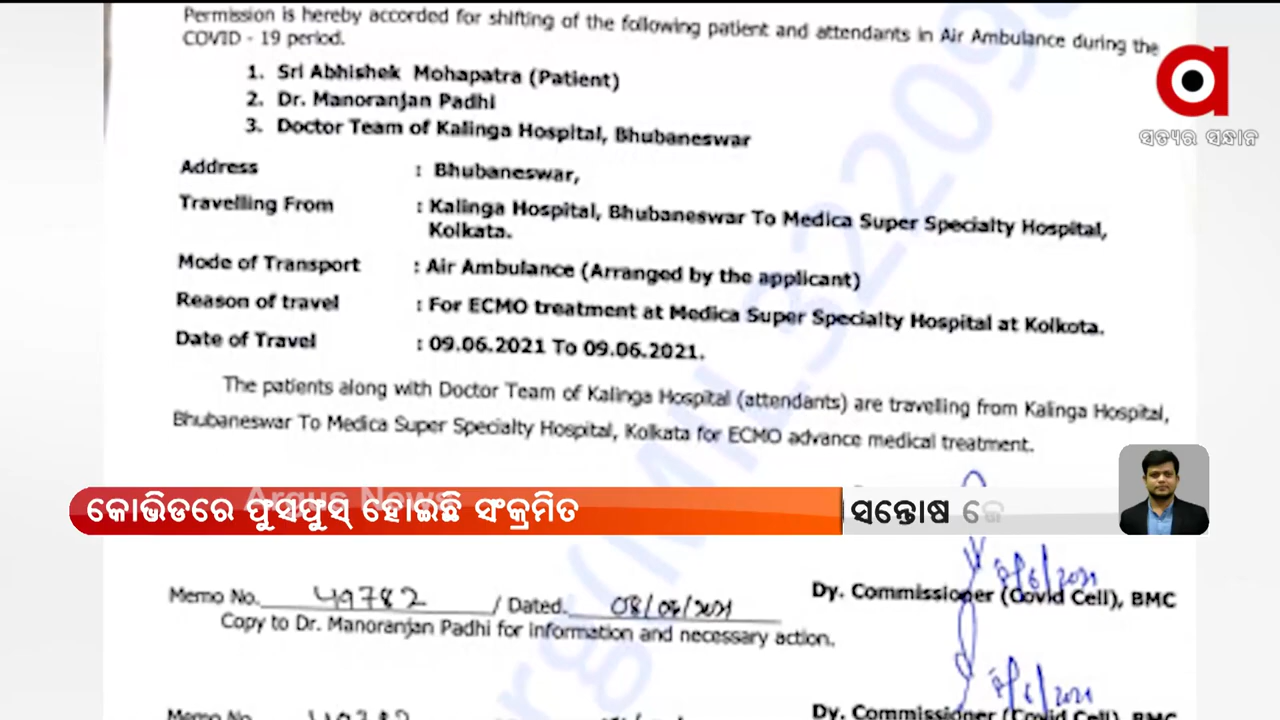 Permission is hereby accorded for shifting of the following patient and attendants in Air Ambulance during the
COVID - 19 period.
1. Sri Abhishek Mohapatra (Patient)
2. Dr. Manoranjan Padhi
3. Doctor Team of Kalinga Hospital, Bhubaneswar
ସତ୍ୟର ସନ୍ଧାନ
Address : Bhubaneswar,
Travelling From : Kalinga Hospital, Bhubaneswar To Medica Super Specialty Hospital,
Kolkata.
Mode of Transport : Air Ambulance (Arranged by the applicant)
Reason of travel : For ECMO treatment at Medica Super Specialty Hospital at Kolkata.
Date of Travel : 09.06.2021 To 09.06.2021.
The patients along with Doctor Team of Kalinga Hospital (attendants) are travelling from Kalinga Hospital,
Bhubaneswar To Medica Super Specialty Hospital, Kolkata for ECMO advance medical treatment.
Argus News
କୋଭିଡରେ ଫୁସଫୁସ୍ ହୋଇଛି ସଂକ୍ରମିତ
ସନ୍ତୋଷ ଜେ
Dy. Commissioner (Covid Cell), BMC
Memo No. 49782 / Dated. 08/06/2021
Copy to Dr. Manoranjan Padhi for information and necessary action.
Dy. Commissioner (Covid Cell), BMC
Memo No. 49782